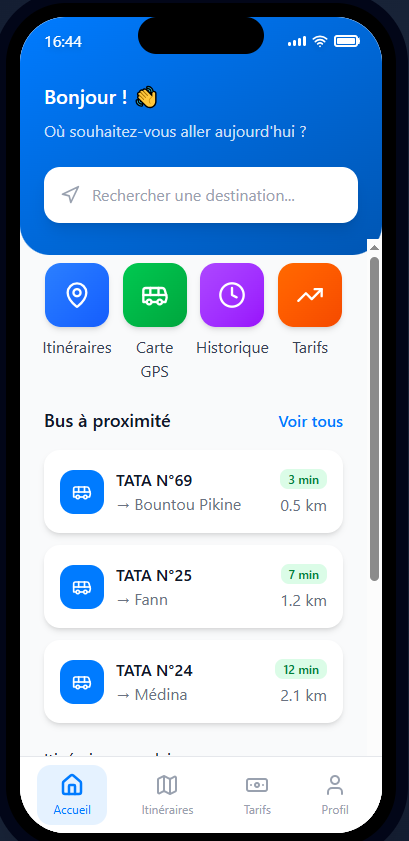 16:44
Bonjour ! 👋
Où souhaitez-vous aller aujourd'hui ?
Rechercher une destination...
Itinéraires
Carte
GPS
Historique
Tarifs
Bus à proximité
Voir tous
TATA N°69
3 min
→ Bountou Pikine
0.5 km
TATA N°25
7 min
→ Fann
1.2 km
TATA N°24
12 min
→ Médina
2.1 km
Accueil
Itinéraires
Tarifs
Profil